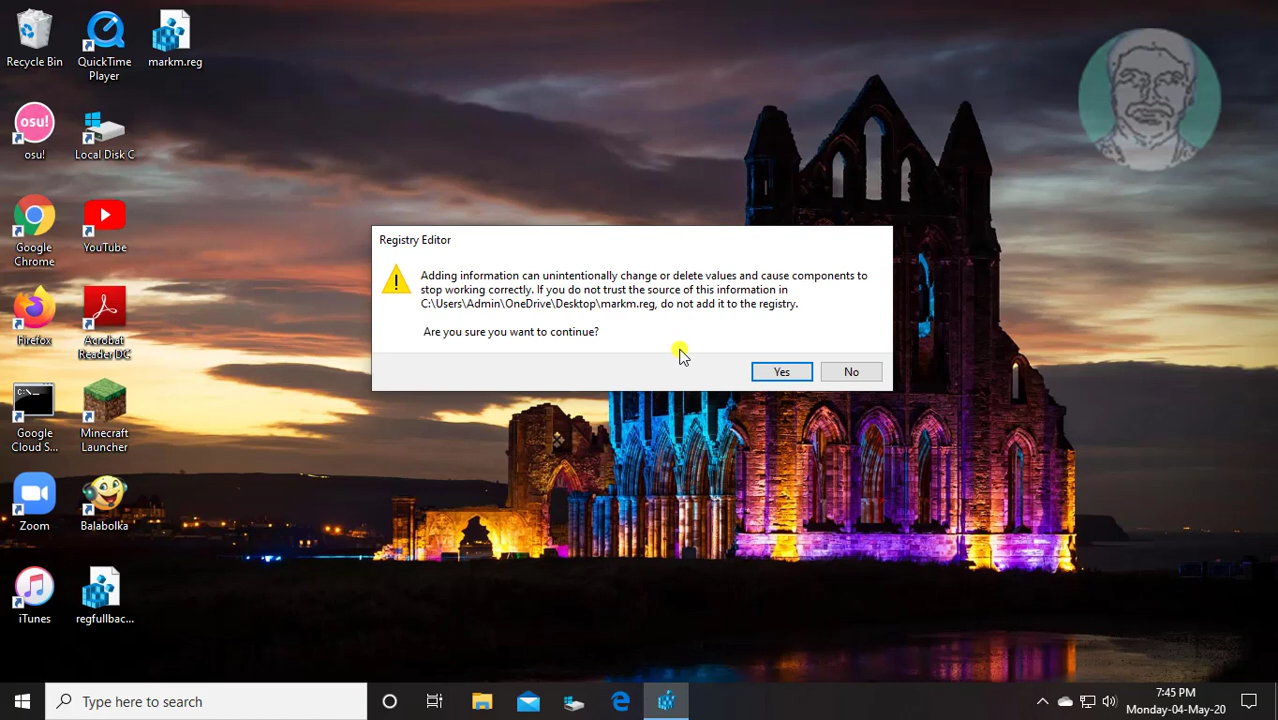 Recycle Bin
QuickTime
Player
markm.reg
osu!
osu!
Local Disk C
Google
Chrome
YouTube
Firefox
Acrobat
Reader DC
C:\
Google
Cloud S...
Minecraft
Launcher
Zoom
Balabolka
iTunes
regfullbac...
Registry Editor
Adding information can unintentionally change or delete values and cause components to
stop working correctly. If you do not trust the source of this information in
C:\Users\Admin\OneDrive\Desktop\markm.reg, do not add it to the registry.
Are you sure you want to continue?
Yes
No
Type here to search
7:45 PM
Monday-04-May-20